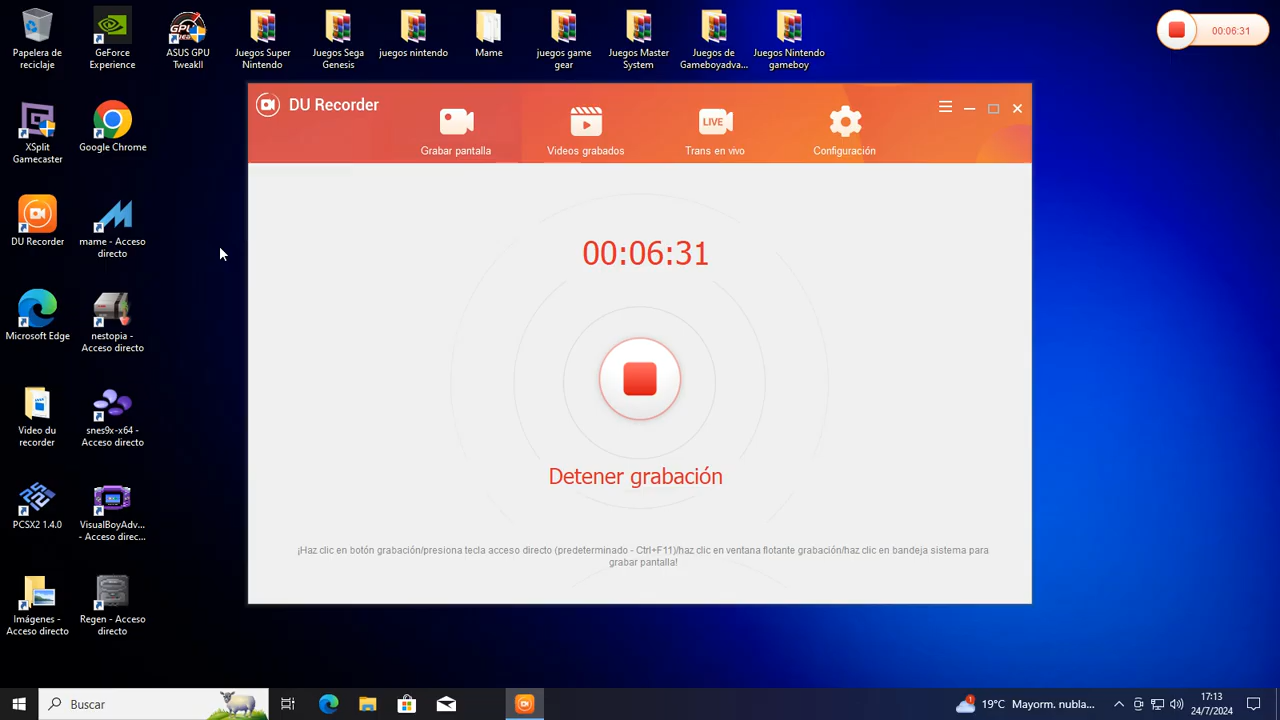 Papelera de
reciclaje
GeForce
Experience
GPU
ASUS GPU
TweakII
Juegos Super
Nintendo
Juegos Sega
Genesis
juegos nintendo
Mame
juegos game
gear
Juegos Master
System
Juegos de
Gameboyadva...
Juegos Nintendo
gameboy
00:06:31
XSplit
Gamecaster
Google Chrome
DU Recorder
mame - Acceso
directo
Microsoft Edge
nestopia -
Acceso directo
Video du
recorder
snes9x-x64 -
Acceso directo
PCSX2 1.4.0
VisualBoyAdv...
- Acceso direc...
Imágenes -
Acceso directo
Regen - Acceso
directo
DU Recorder
Grabar pantalla
Videos grabados
LIVE
Trans en vivo
Configuración
00:06:31
Detener grabación
¡Haz clic en botón grabación/presiona tecla acceso directo (predeterminado - Ctrl+F11)/haz clic en ventana flotante grabación/haz clic en bandeja sistema para
grabar pantalla!
Buscar
19°C Mayorm. nubla...
17:13
24/7/2024